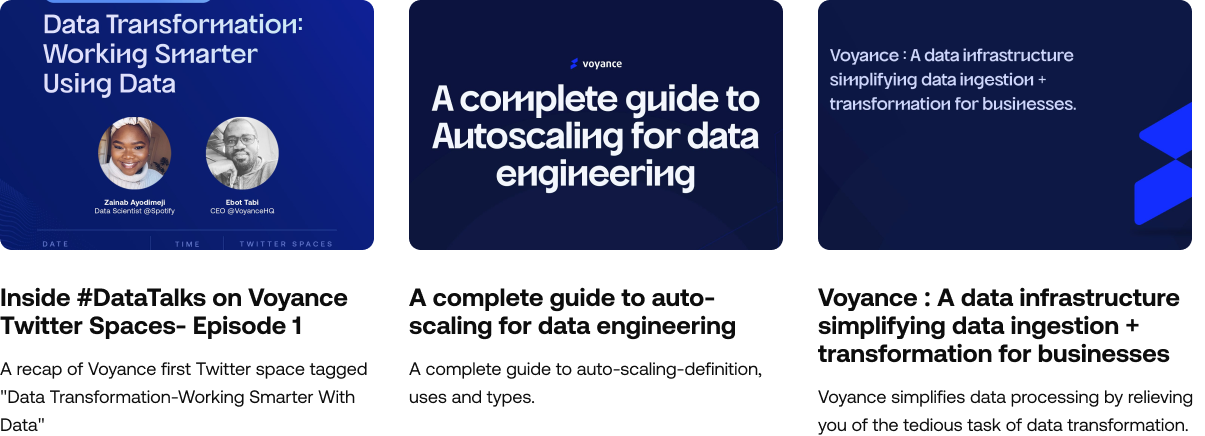 Data Transformation:
Working Smarter
Using Data
Zainab Ayodimeji
Data Scientist @Spotify
Ebot Tabi
CEO @VoyanceHQ
DATE
TIME
TWITTER SPACES
Inside #DataTalks on Voyance
Twitter Spaces- Episode 1
A recap of Voyance first Twitter space tagged
"Data Transformation-Working Smarter With
Data"
voyance
A complete guide to
Autoscaling for data
engineering
A complete guide to auto-
scaling for data engineering
A complete guide to auto-scaling-definition,
uses and types.
Voyance : A data infrastructure
simplifying data ingestion +
transformation for businesses.
Voyance : A data infrastructure
simplifying data ingestion +
transformation for businesses
Voyance simplifies data processing by relieving
you of the tedious task of data transformation.